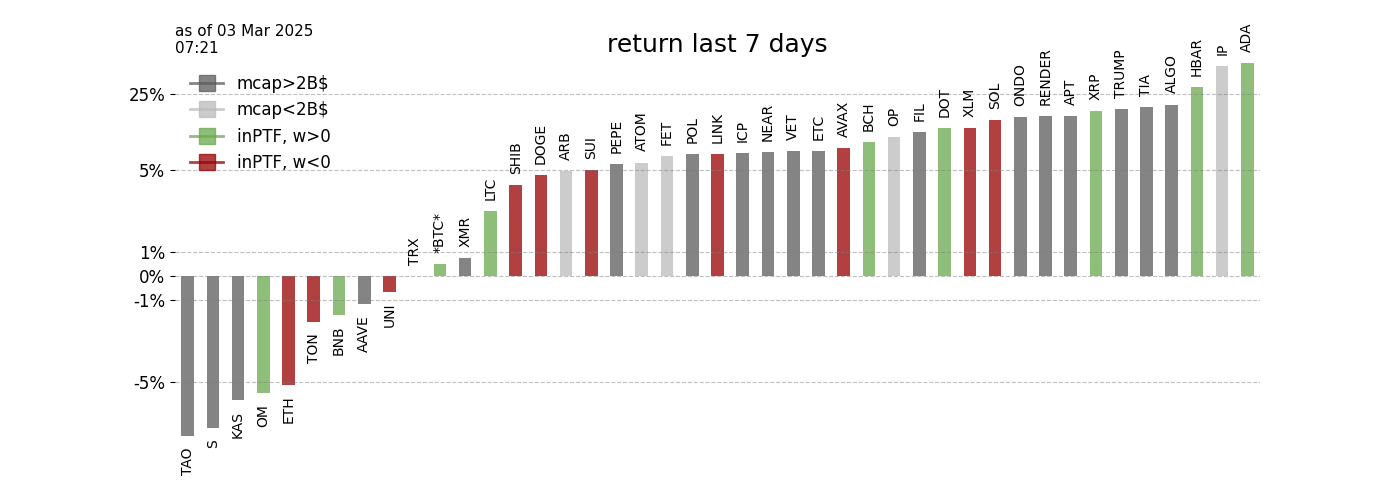 as of 03 Mar 2025
07:21
return last 7 days
mcap>2B$
mcap<2B$
inPTF, w>0
inPTF, w<0
25%
5%
1%
0%
-1%
-5%
TAO
S
KAS
OM
ETH
TON
BNB
AAVE
UNI
TRX
*BTC*
XMR
LTC
SHIB
DOGE
ARB
SUI
PEPE
ATOM
FET
POL
LINK
ICP
NEAR
VET
ETC
AVAX
BCH
OP
FIL
DOT
XLM
SOL
ONDO
RENDER
APT
XRP
TRUMP
TIA
ALGO
HBAR
IP
ADA